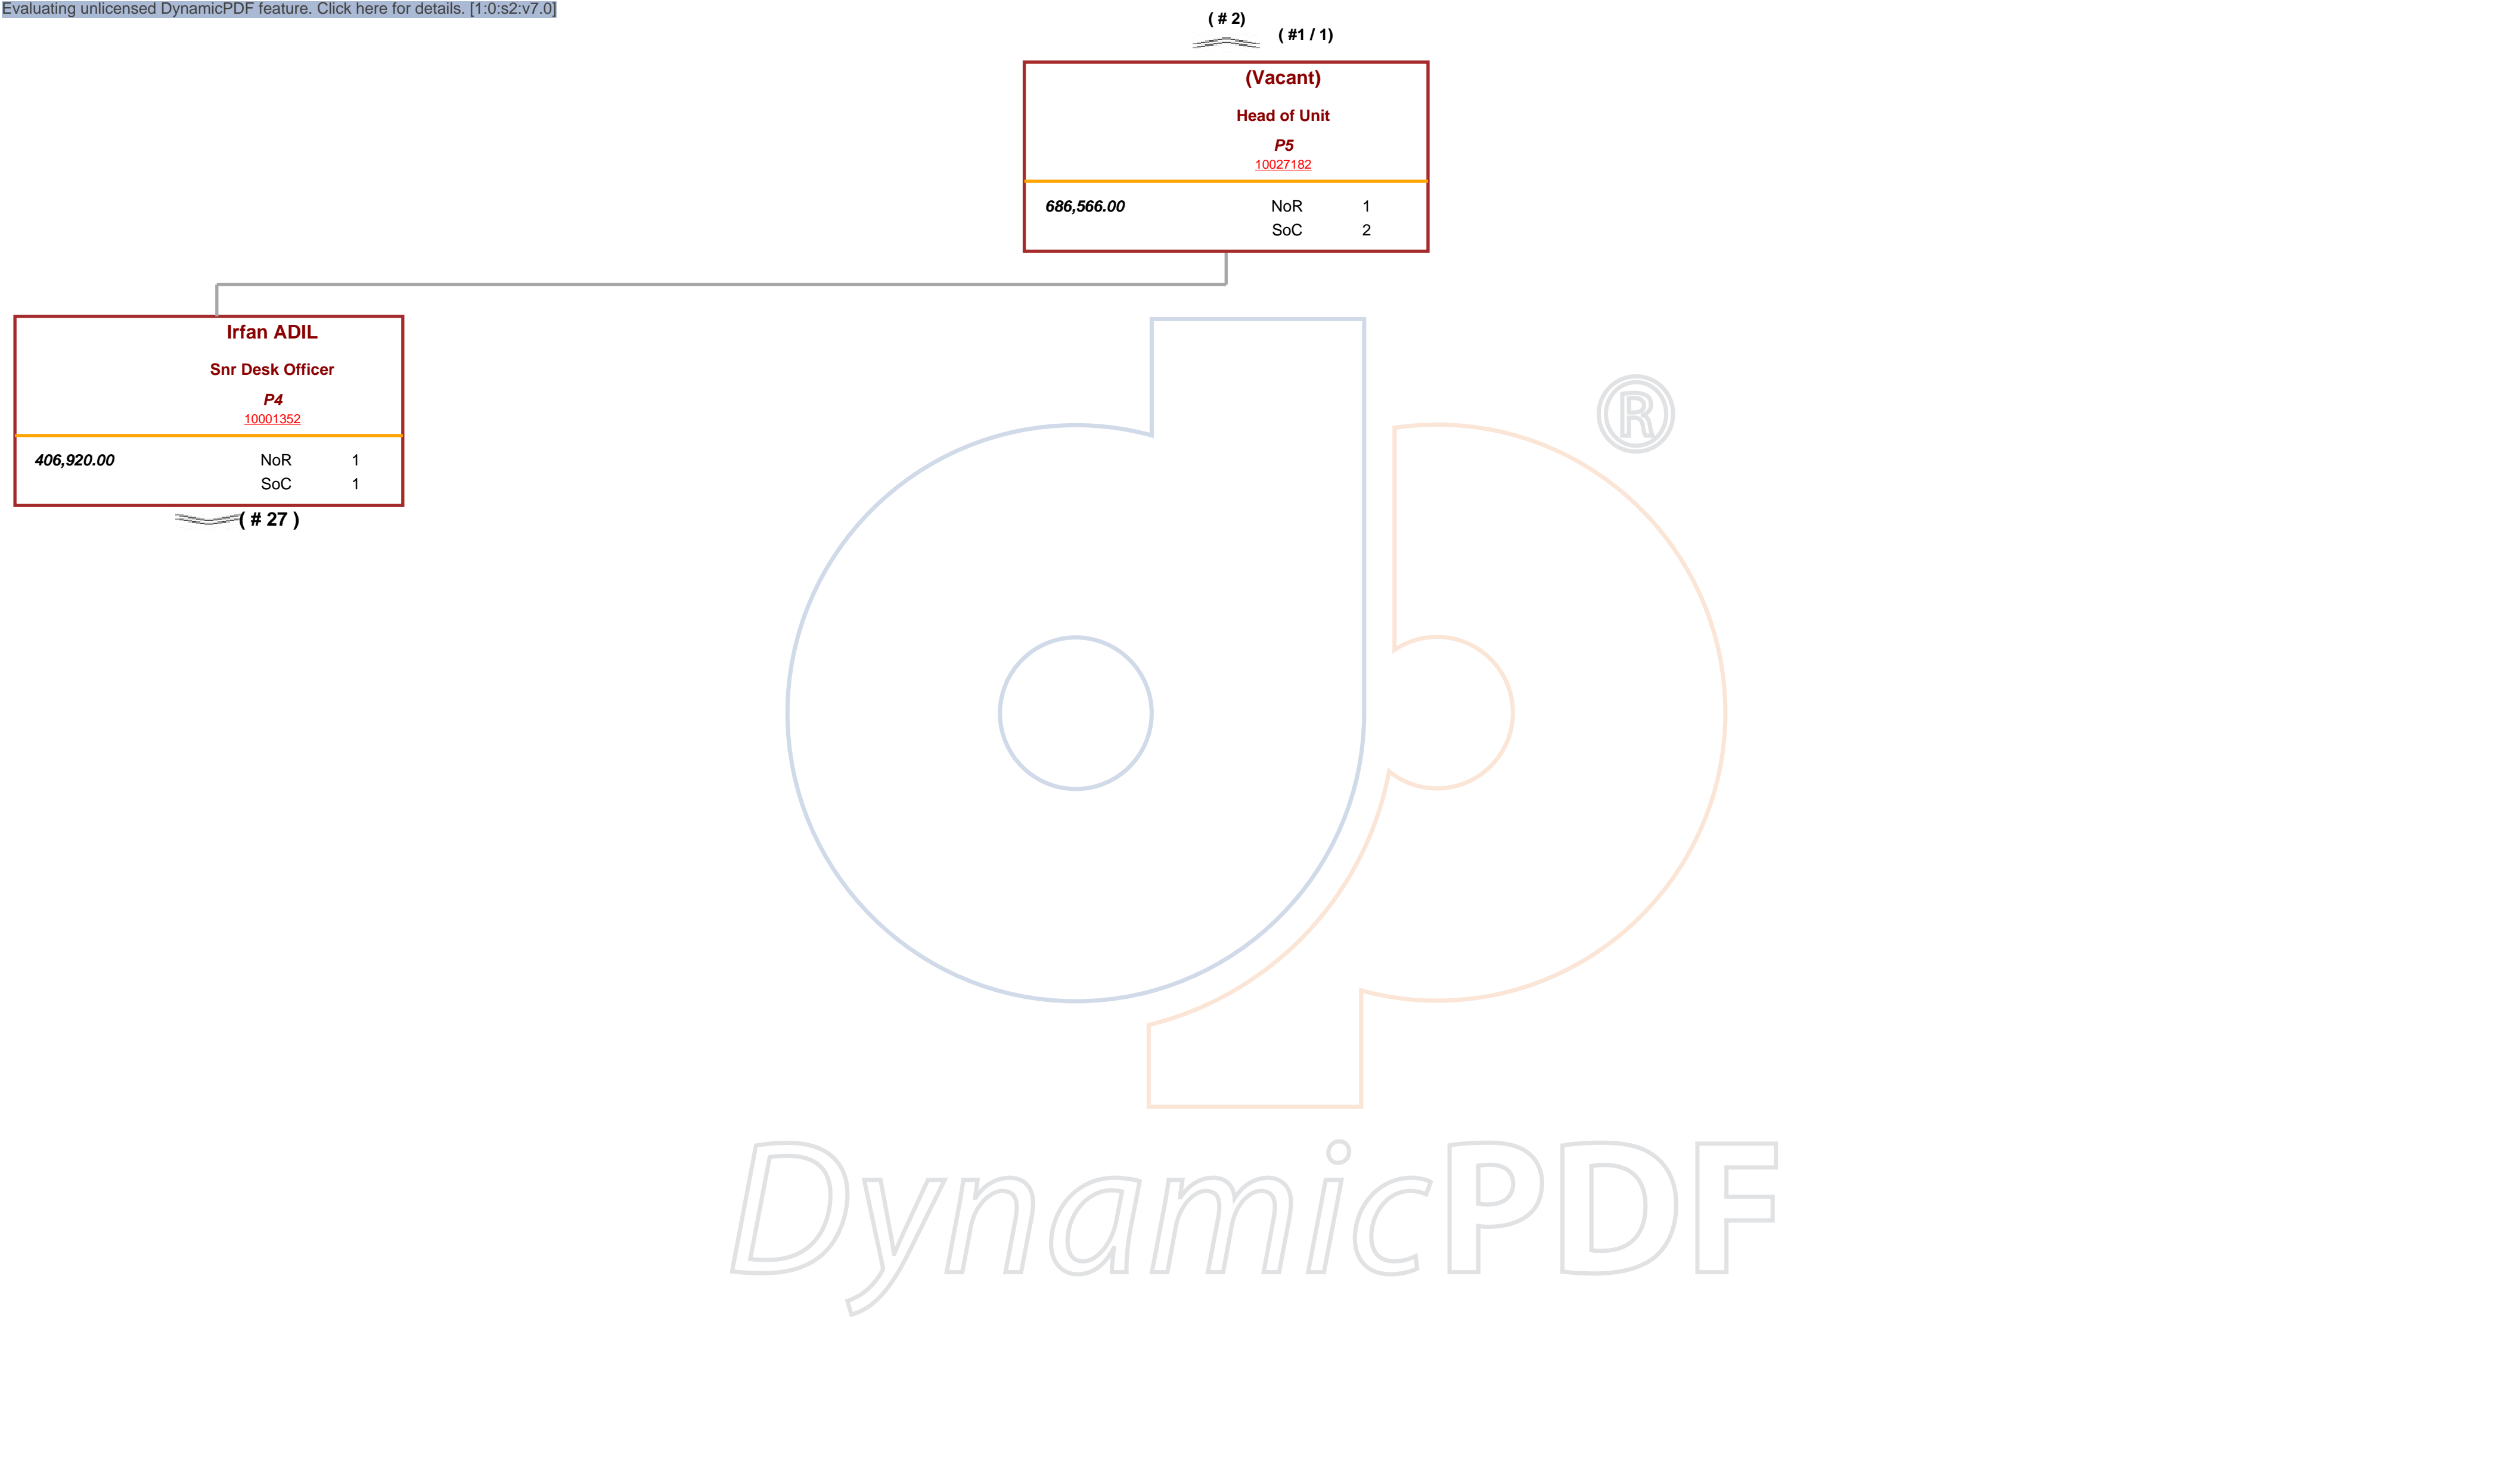 Evaluating unlicensed DynamicPDF feature. Click here for details. [1:0:s2:v7.0]
( # 2)
( #1 / 1)
(Vacant)
Head of Unit
P5
10027182
686,566.00 NoR 1
SoC 2
Irfan ADIL
Snr Desk Officer
P4
10001352
406,920.00 NoR 1
SoC 1
( # 27 )
®
DynamicPDF